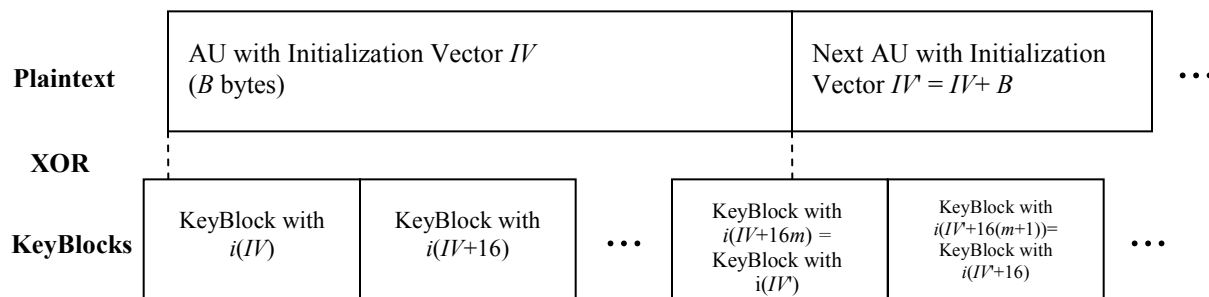 Plaintext
AU with Initialization Vector IV
(B bytes)
Next AU with Initialization
Vector IV' = IV+ B
•••
XOR
KeyBlocks
KeyBlock with
i(IV)
KeyBlock with
i(IV+16)
•••
KeyBlock with
i(IV+16m) =
KeyBlock with
i(IV')
KeyBlock with
i(IV'+16(m+1))=
KeyBlock with
i(IV'+16)
•••